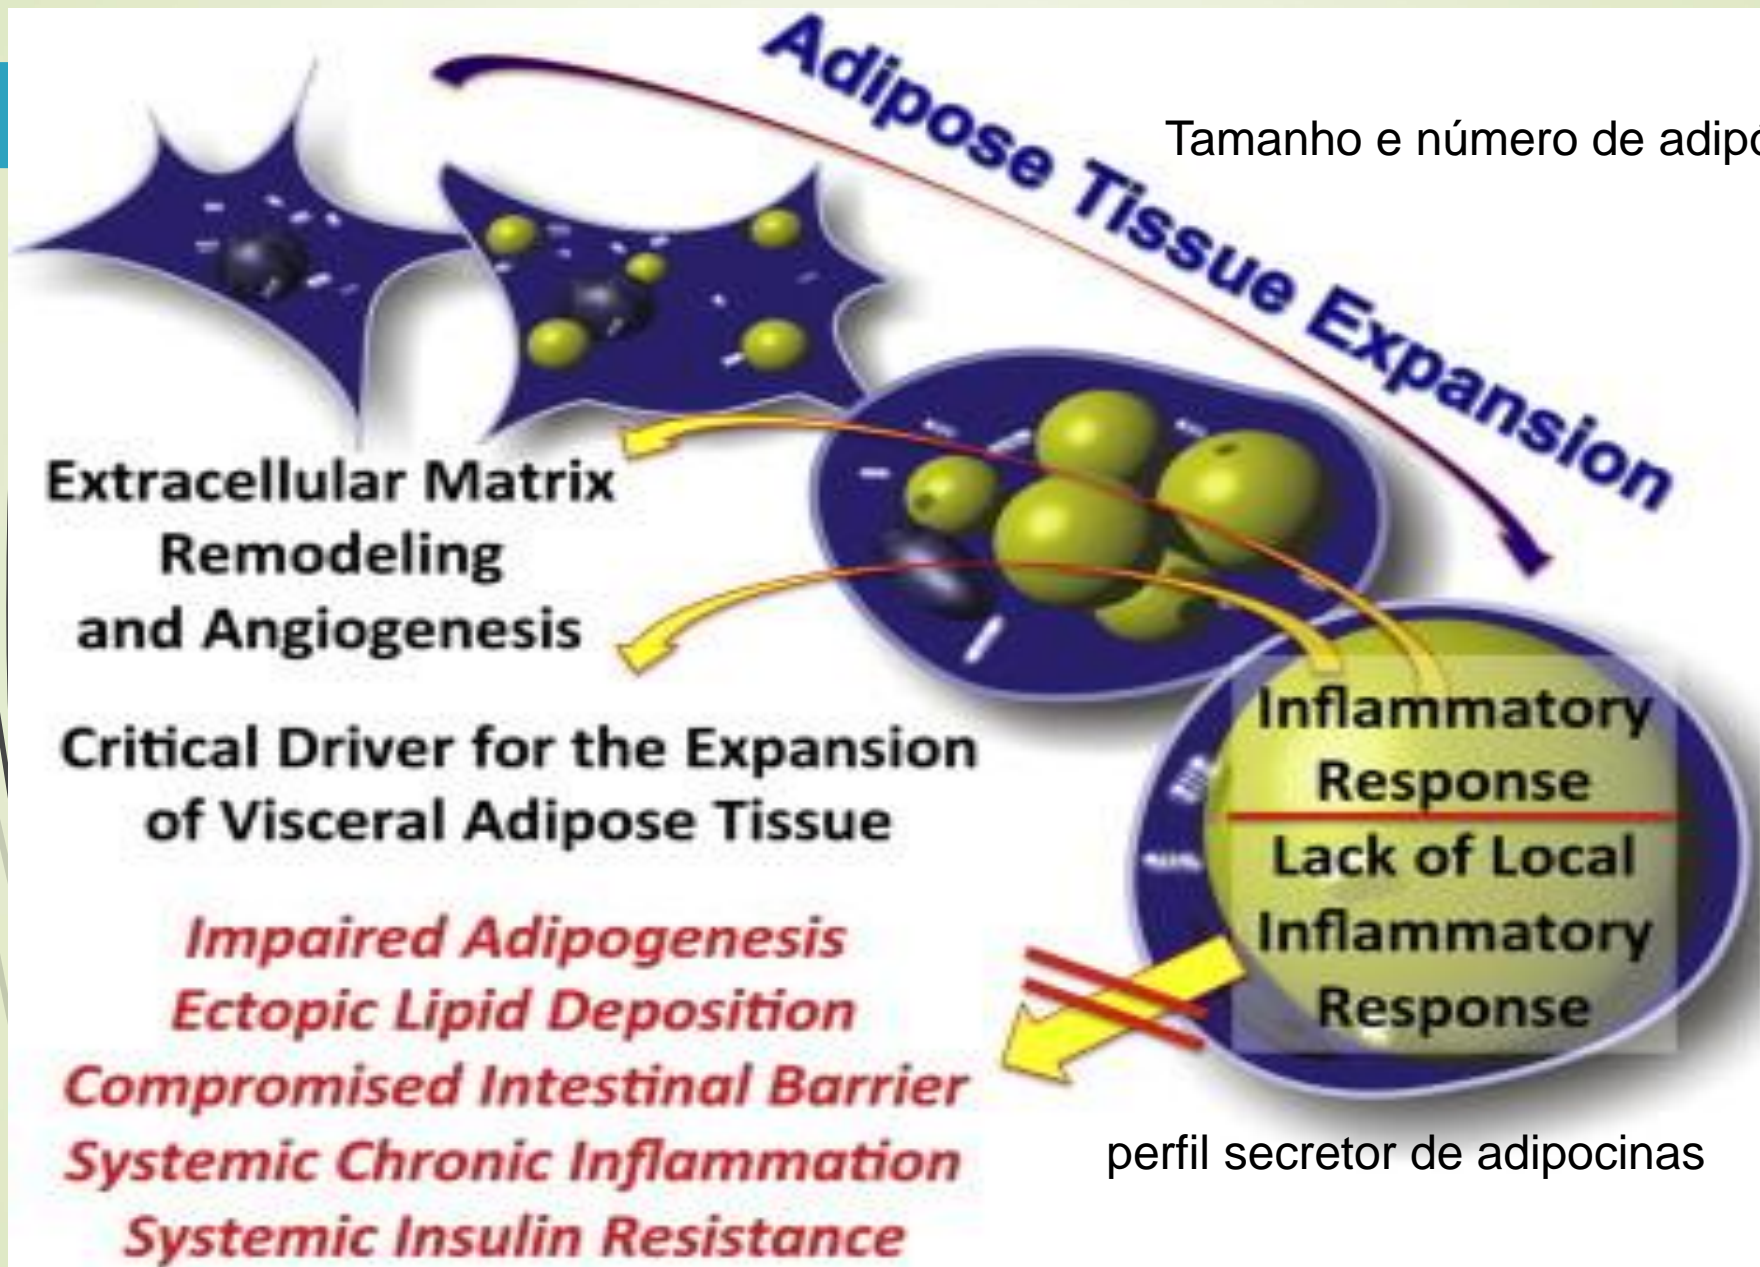 Adipose Tissue Expansion
Tamanho e número de
Extracellular Matrix
Remodeling
and Angiogenesis
Critical Driver for the Expansion
of Visceral Adipose Tissue
Impaired Adipogenesis
Ectopic Lipid Deposition
Compromised Intestinal Barrier
Systemic Chronic Inflammation
Systemic Insulin Resistance
Inflammatory
Response
Lack of Local
Inflammatory
Response
perfil secretor de adipocinas